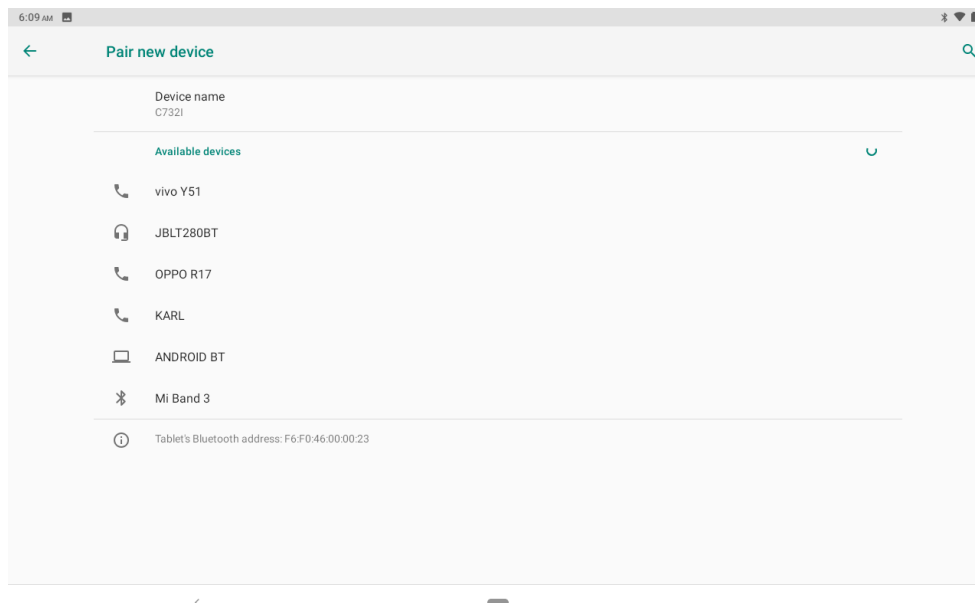 6:09 AM
Pair new device
Device name
C732I
Available devices
vivo Y51
JBLT280BT
OPPO R17
KARL
ANDROID BT
Mi Band 3
Tablet's Bluetooth address: F6:F0:46:00:00:23